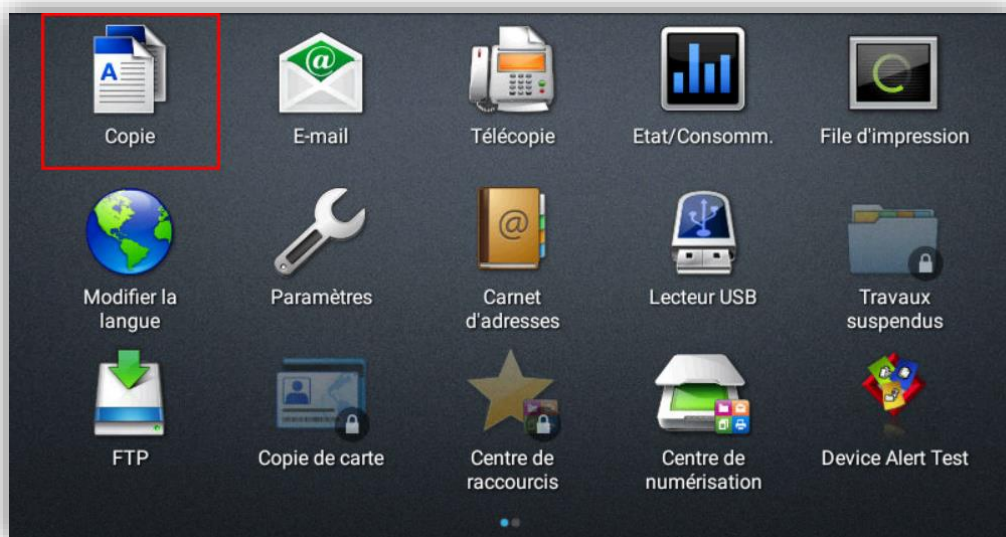 A
@
Copie
E-mail
Télécopie
Etat/Consomm.
File d'impression
@
Modifier la
langue
Paramètres
Carnet
d'adresses
Lecteur USB
Travaux
suspendus
FTP
Copie de carte
Centre de
raccourcis
Centre de
numérisation
Device Alert Test